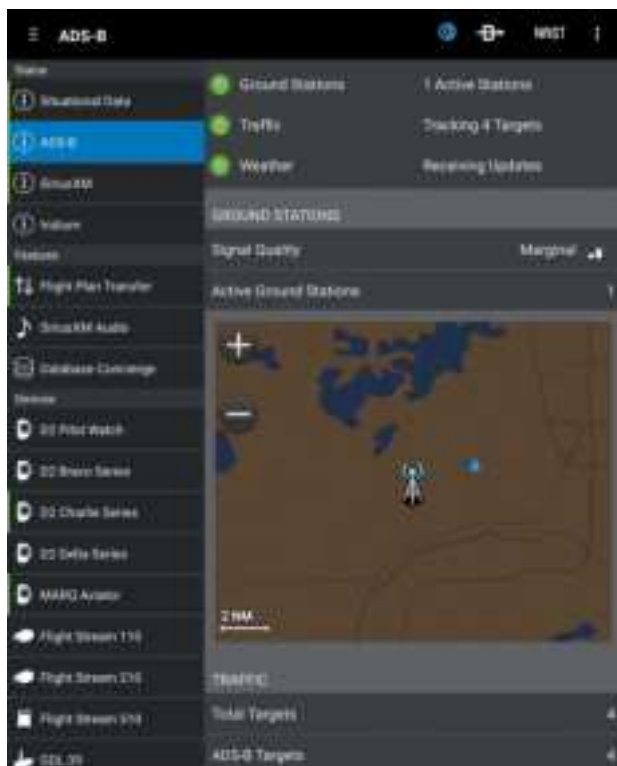 ADS-B
NRST
Name
Situational Data
ADS-B
SiriusXM
Iridium
Features
Flight Plan Transfer
SiriusXM Audio
Database Concierge
Devices
D2 Pilot Watch
D2 Bravo Series
D2 Charlie Series
D2 Delta Series
MARQ Aviator
Flight Stream 110
Flight Stream 210
Flight Stream 510
GDL 39
Ground Stations 1 Active Stations
Traffic Tracking 4 Targets
Weather Receiving Updates
GROUND STATIONS
Signal Quality Marginal
Active Ground Stations 1
2 NM
TRAFFIC
Total Targets 4
ADS-B Targets 4